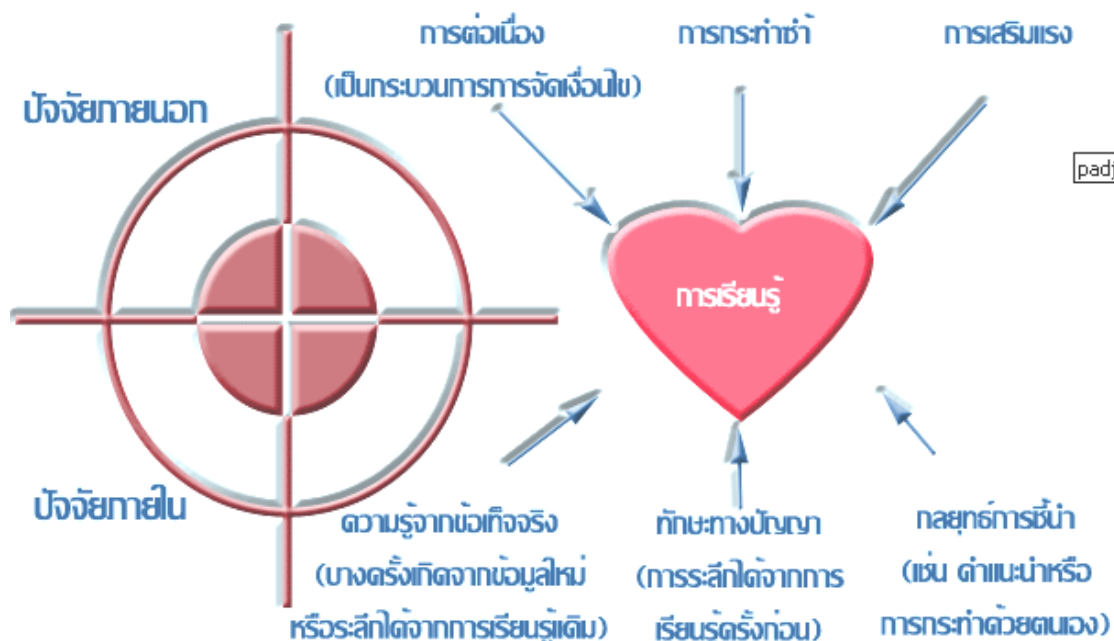 การต่อเนื่อง
(เป็นกระบวนการการจัดเงื่อนไข)
การกระทำซ้ำ
การเสริมแรง
ปัจจัยภายนอก
padj
การเรียนรู้
ปัจจัยภายใน
ความรู้จากข้อเท็จจริง
(บางครั้งเกิดจากข้อมูลใหม่
หรือระลึกได้จากการเรียนรู้เดิม)
ทักษะทางปัญญา
(การระลึกได้จากการ
เรียนรู้ครั้งก่อน)
กลยุทธ์การชี้นำ
(เช่น คำแนะนำหรือ
การกระทำด้วยตนเอง)